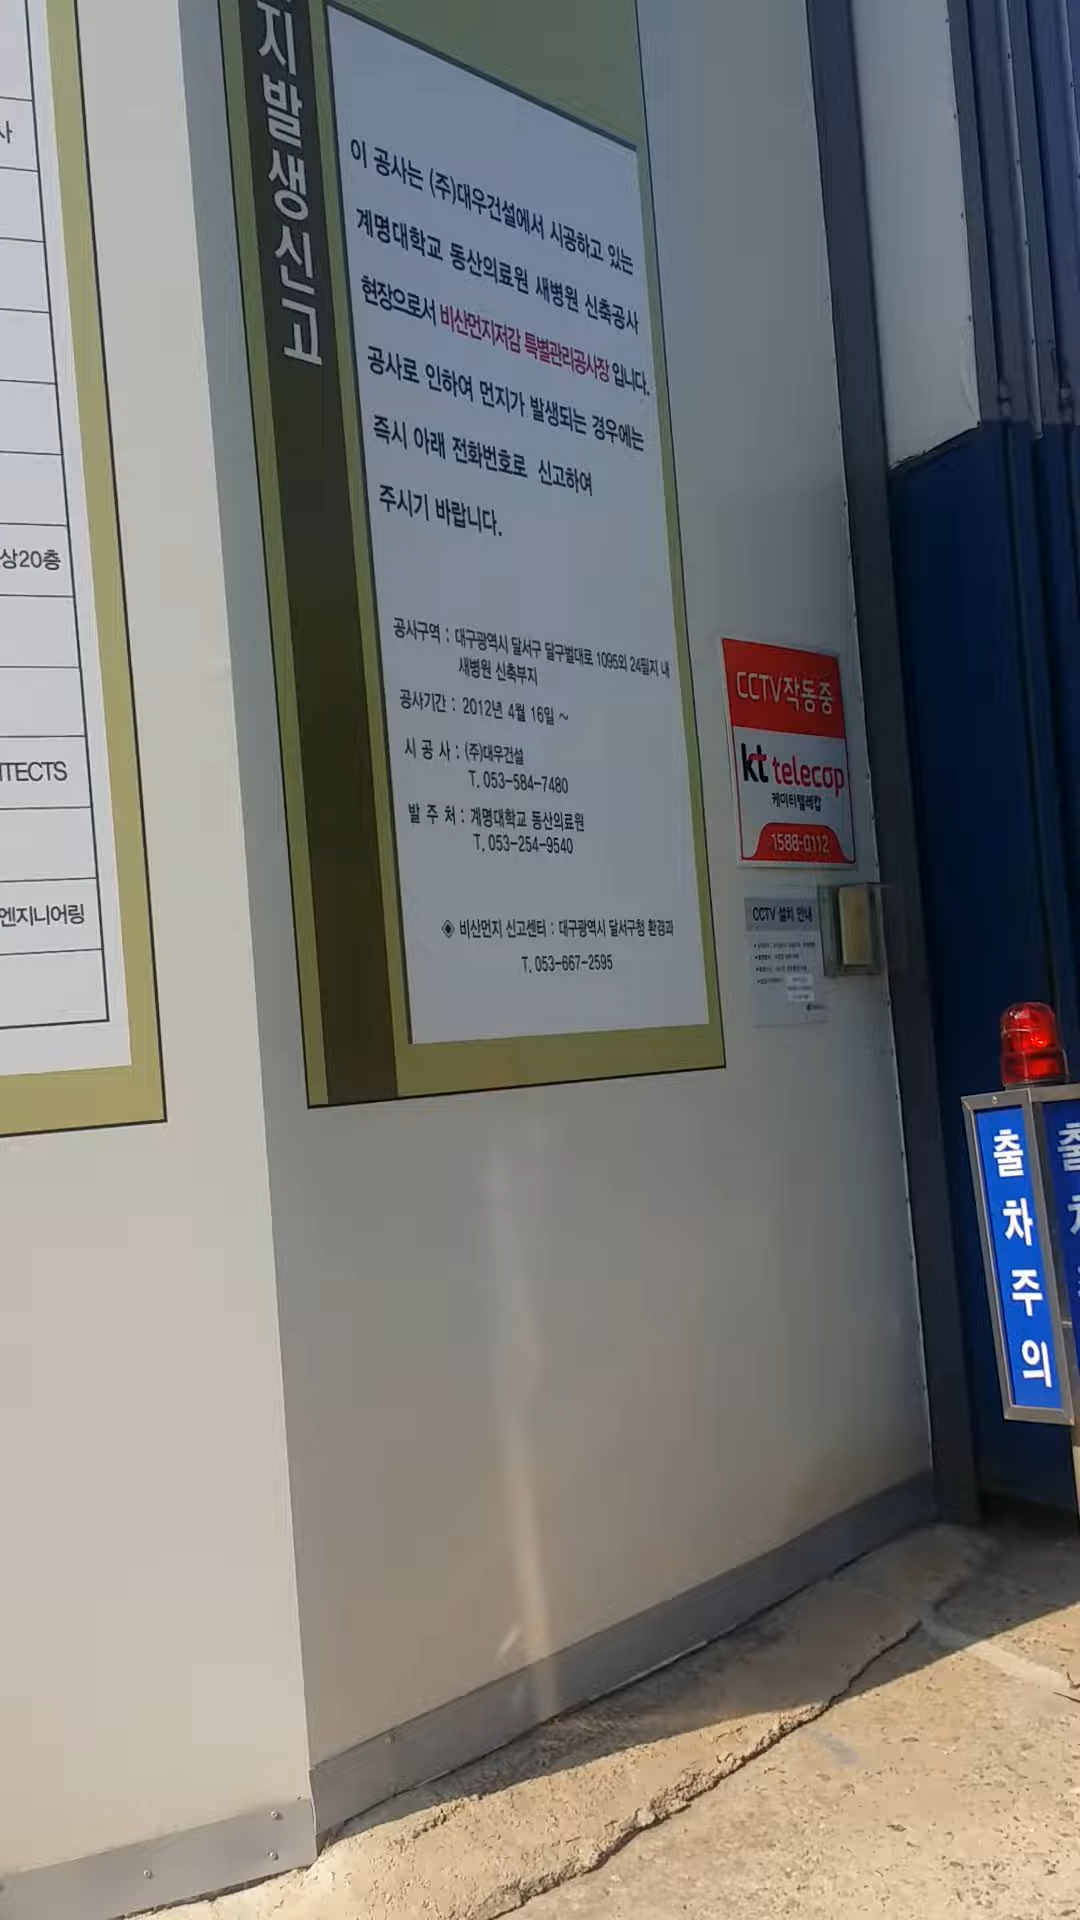 사
상20층
ITECTS
엔지니어링
지발생신고
이 공사는 (주)대우건설에서 시공하고 있는
계명대학교 동산의료원 새병원 신축공사
현장으로서 비산먼지저감 특별관리공사장 입니다.
공사로 인하여 먼지가 발생되는 경우에는
즉시 아래 전화번호로 신고하여
주시기 바랍니다.
공사구역 : 대구광역시 달서구 달구벌대로 1095외 24필지 내
새병원 신축부지
공사기간 : 2012년 4월 16일 ~
시 공 사 : (주)대우건설
T. 053-584-7480
발 주 처 : 계명대학교 동산의료원
T. 053-254-9540
◈ 비산먼지 신고센터 : 대구광역시 달서구청 환경과
T. 053-667-2595
CCTV작동중
kt telecop
케이티텔레캅
1588-0112
CCTV 설치 안내
출차주의
출차